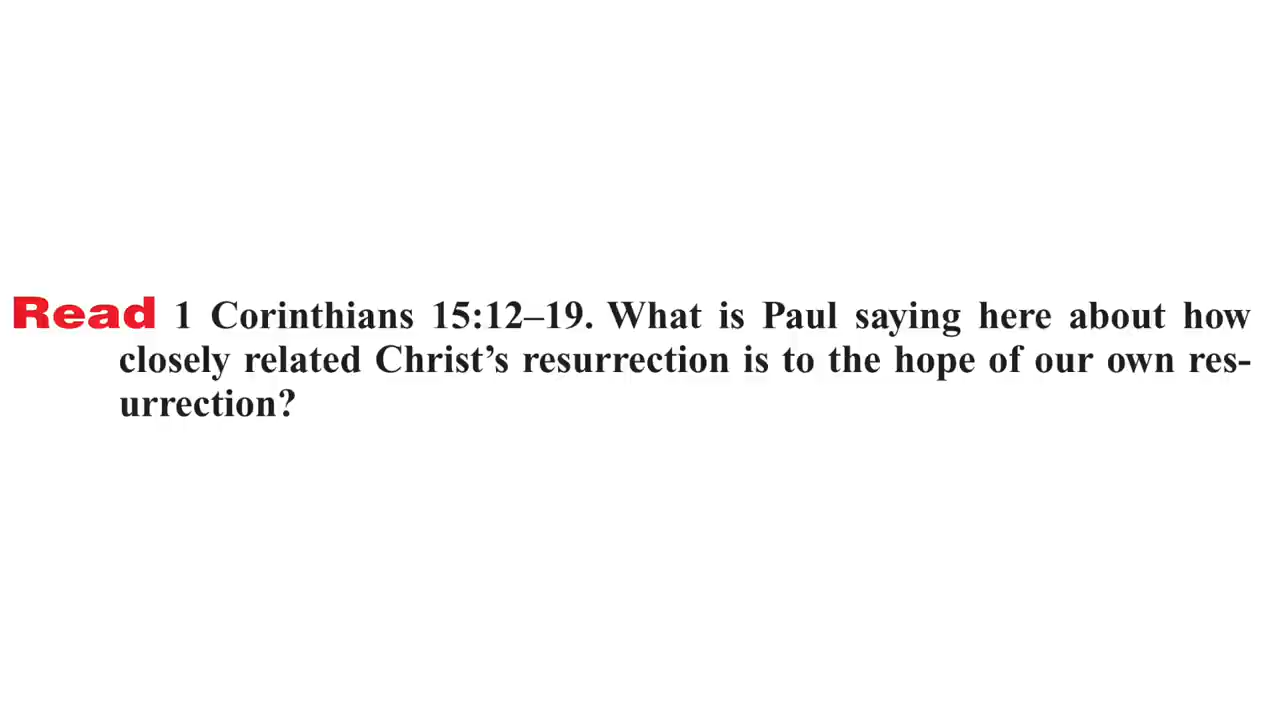 Read 1 Corinthians 15:12–19. What is Paul saying here about how
closely related Christ’s resurrection is to the hope of our own res-
urrection?